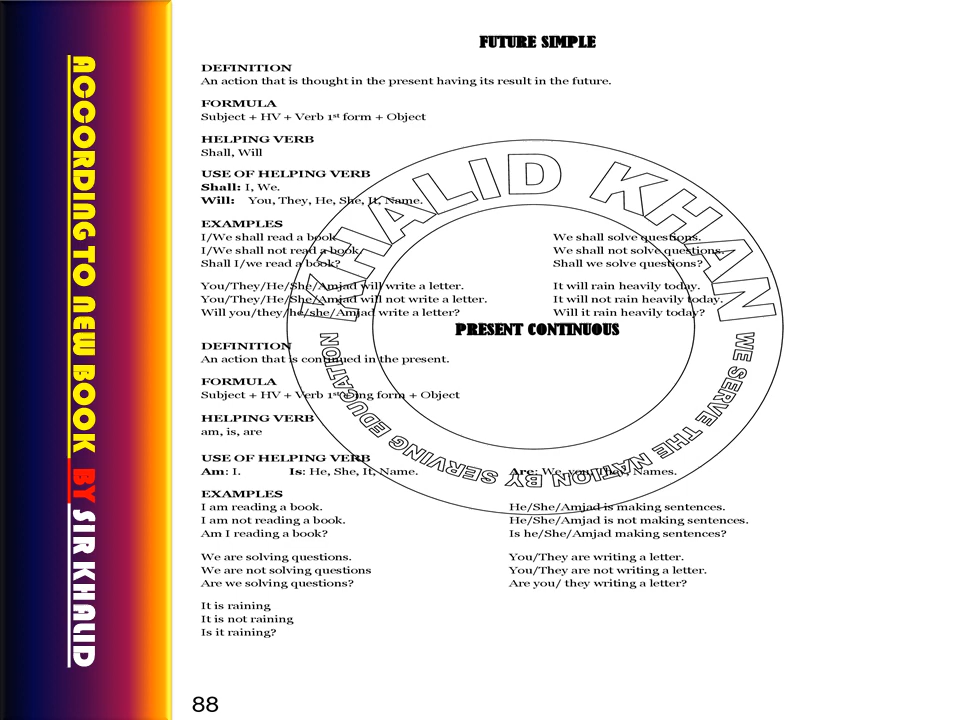 ACCORDING TO NEW BOOK BY SIR KHALID
FUTURE SIMPLE
DEFINITION
An action that is thought in the present having its result in the future.
FORMULA
Subject + HV + Verb 1st form + Object
HELPING VERB
Shall, Will
USE OF HELPING VERB
Shall: I, We.
Will: You, They, He, She, It, Name.
EXAMPLES
I/We shall read a book.
I/We shall not read a book.
Shall I/we read a book?
We shall solve questions.
We shall not solve questions.
Shall we solve questions?
You/They/He/She/Amjad will write a letter.
You/They/He/She/Amjad will not write a letter.
Will you/they/he/she/Amjad write a letter?
It will rain heavily today.
It will not rain heavily today.
Will it rain heavily today?
PRESENT CONTINUOUS
DEFINITION
An action that is continued in the present.
FORMULA
Subject + HV + Verb 1st + ing form + Object
HELPING VERB
am, is, are
USE OF HELPING VERB
Am: I. Is: He, She, It, Name. Are: We, you, They, Names.
EXAMPLES
I am reading a book.
I am not reading a book.
Am I reading a book?
He/She/Amjad is making sentences.
He/She/Amjad is not making sentences.
Is he/She/Amjad making sentences?
We are solving questions.
We are not solving questions
Are we solving questions?
You/They are writing a letter.
You/They are not writing a letter.
Are you/ they writing a letter?
It is raining
It is not raining
Is it raining?
KHALID KHAN
WE SERVE THE NATION BY SERVING EDUCATION
88